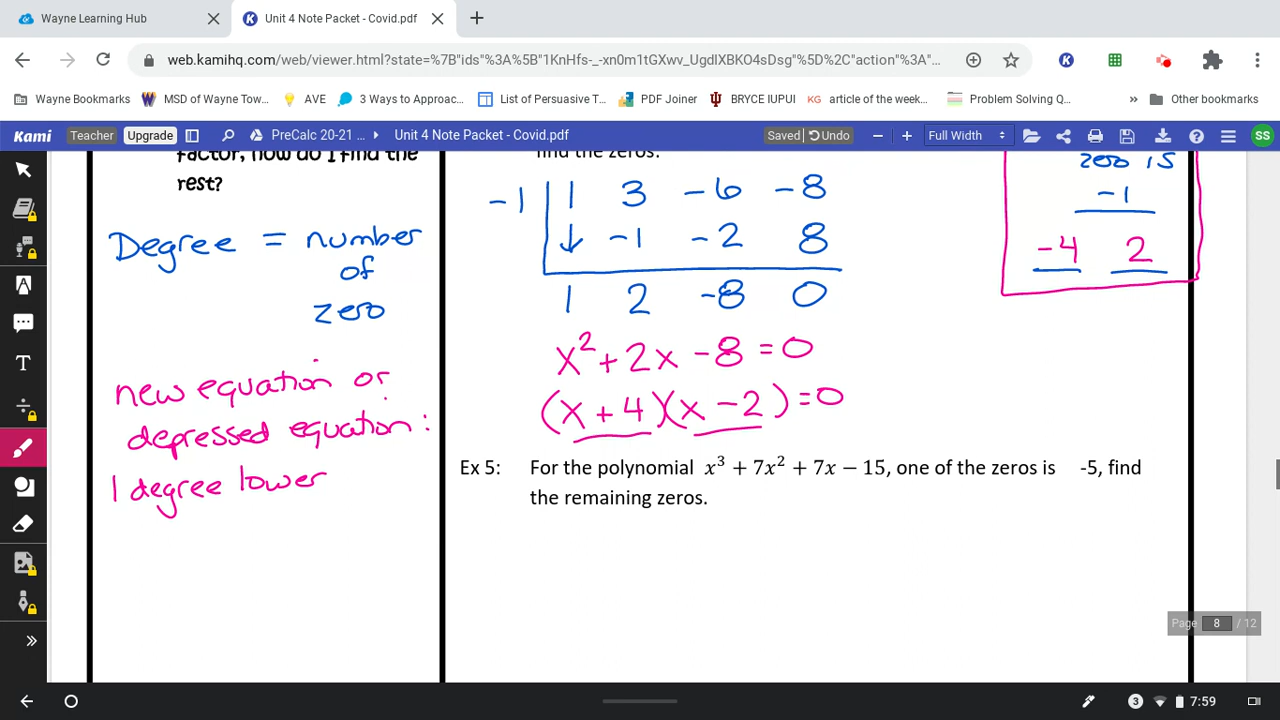 Wayne Learning Hub
Unit 4 Note Packet - Covid.pdf
web.kamihq.com/web/viewer.html?state=%7B"ids"%3A%5B"1KnHfs-_-xn0m1tGXwv_UgdIXBKO4sDsg"%5D%2C"action"%3A"...
Wayne Bookmarks
MSD of Wayne Tow...
AVE
3 Ways to Approac...
List of Persuasive T...
PDF Joiner
BRYCE IUPUI
KG article of the week...
Problem Solving Q...
»
Other bookmarks
Kami
Teacher
Upgrade
PreCalc 20-21 ...
Unit 4 Note Packet - Covid.pdf
Saved
Undo
Full Width
SS
factor, how do I find the
rest?
Degree = number
of
zero
new equation or
depressed equation:
1 degree lower
find the zeros.
-1 | 1 3 -6 -8
↓ -1 -2 8
1 2 -8 0
x² + 2x - 8 = 0
(x + 4)(x - 2) = 0
zero is
-1
-4 2
Ex 5: For the polynomial x³ + 7x² + 7x − 15, one of the zeros is -5, find
the remaining zeros.
Page 8 / 12
3
7:59